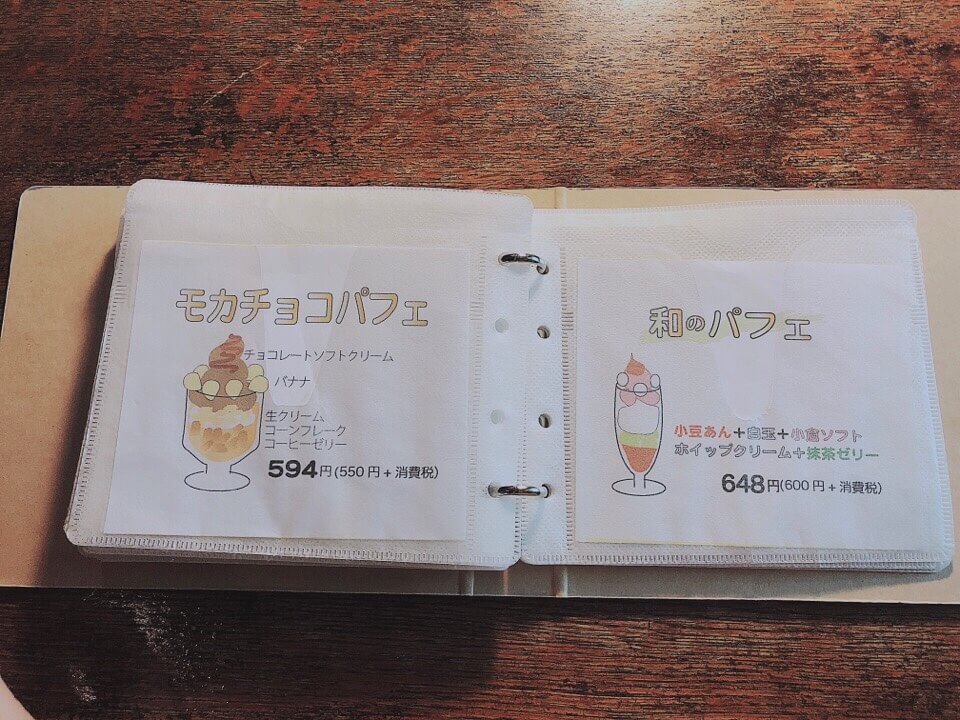 モカチョコパフェ
チョコレートソフトクリーム
バナナ
生クリーム
コーンフレーク
コーヒーゼリー
594円(550円+消費税)
和のパフェ
小豆あん+白玉+小倉ソフト
ホイップクリーム+抹茶ゼリー
648円(600円+消費税)